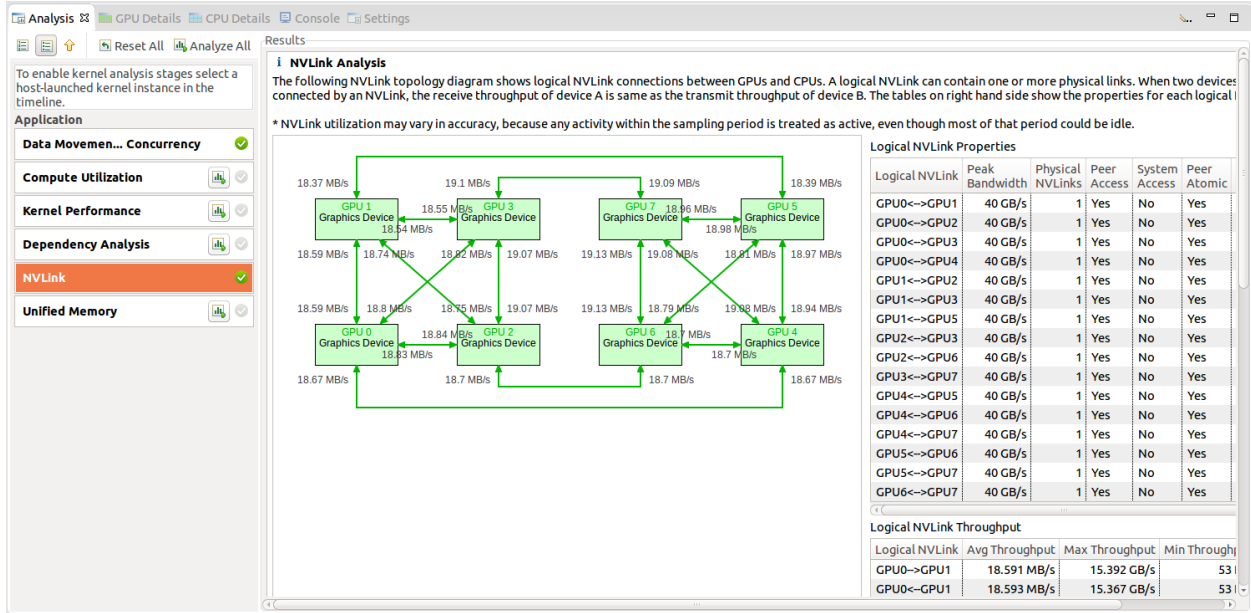 Analysis GPU Details CPU Details Console Settings
Reset All Analyze All
Results
To enable kernel analysis stages select a
host-launched kernel instance in the
timeline.
Application
Data Movemen... Concurrency
Compute Utilization
Kernel Performance
Dependency Analysis
NVLink
Unified Memory
i NVLink Analysis
The following NVLink topology diagram shows logical NVLink connections between GPUs and CPUs. A logical NVLink can contain one or more physical links. When two devices
connected by an NVLink, the receive throughput of device A is same as the transmit throughput of device B. The tables on right hand side show the properties for each logical
* NVLink utilization may vary in accuracy, because any activity within the sampling period is treated as active, even though most of that period could be idle.
18.37 MB/s 19.1 MB/s 19.09 MB/s 18.39 MB/s
GPU 1 18.55 MB/s GPU 3 GPU 7 18.96 MB/s GPU 5
Graphics Device Graphics Device Graphics Device Graphics Device
18.54 MB/s 18.98 MB/s
18.59 MB/s 18.74 MB/s 18.82 MB/s 19.07 MB/s 19.13 MB/s 19.08 MB/s 18.81 MB/s 18.97 MB/s
18.59 MB/s 18.8 MB/s 18.75 MB/s 19.07 MB/s 19.13 MB/s 18.79 MB/s 19.08 MB/s 18.94 MB/s
GPU 0 18.84 MB/s GPU 2 GPU 6 18.7 MB/s GPU 4
Graphics Device Graphics Device Graphics Device Graphics Device
18.83 MB/s 18.7 MB/s
18.67 MB/s 18.7 MB/s 18.7 MB/s 18.67 MB/s
Logical NVLink Properties
Logical NVLink Peak Bandwidth Physical NVLinks Peer Access System Access Peer Atomic
GPU0<-->GPU1 40 GB/s 1 Yes No Yes
GPU0<-->GPU2 40 GB/s 1 Yes No Yes
GPU0<-->GPU3 40 GB/s 1 Yes No Yes
GPU0<-->GPU4 40 GB/s 1 Yes No Yes
GPU1<-->GPU2 40 GB/s 1 Yes No Yes
GPU1<-->GPU3 40 GB/s 1 Yes No Yes
GPU1<-->GPU5 40 GB/s 1 Yes No Yes
GPU2<-->GPU3 40 GB/s 1 Yes No Yes
GPU2<-->GPU6 40 GB/s 1 Yes No Yes
GPU3<-->GPU7 40 GB/s 1 Yes No Yes
GPU4<-->GPU5 40 GB/s 1 Yes No Yes
GPU4<-->GPU6 40 GB/s 1 Yes No Yes
GPU4<-->GPU7 40 GB/s 1 Yes No Yes
GPU5<-->GPU6 40 GB/s 1 Yes No Yes
GPU5<-->GPU7 40 GB/s 1 Yes No Yes
GPU6<-->GPU7 40 GB/s 1 Yes No Yes
Logical NVLink Throughput
Logical NVLink Avg Throughput Max Throughput Min Through
GPU0-->GPU1 18.591 MB/s 15.392 GB/s 53
GPU0<--GPU1 18.593 MB/s 15.367 GB/s 53